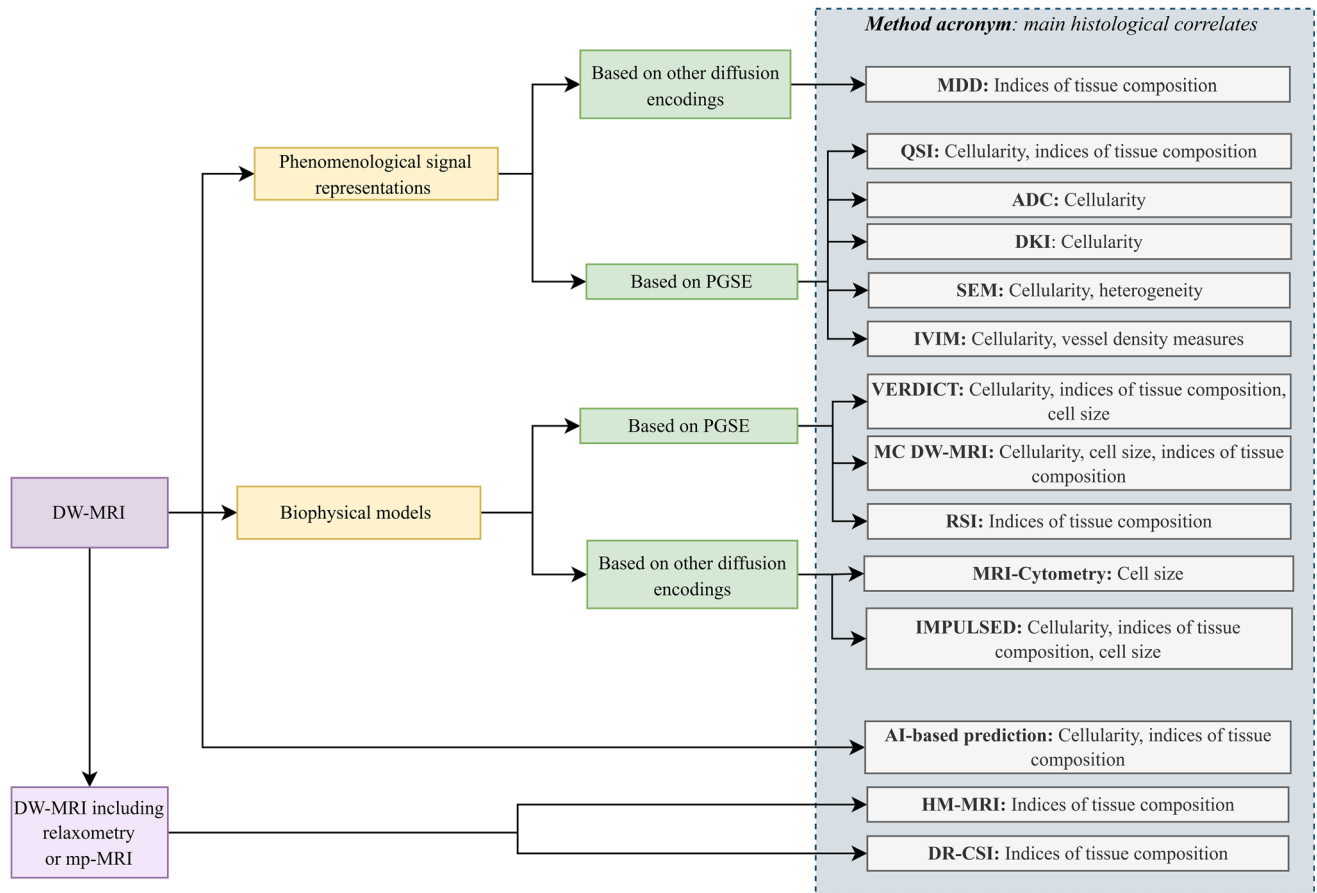 Method acronym: main histological correlates
Based on other diffusion
encodings
MDD: Indices of tissue composition
QSI: Cellularity, indices of tissue composition
Phenomenological signal
representations
ADC: Cellularity
DKI: Cellularity
Based on PGSE
SEM: Cellularity, heterogeneity
IVIM: Cellularity, vessel density measures
VERDICT: Cellularity, indices of tissue composition,
cell size
Based on PGSE
MC DW-MRI: Cellularity, cell size, indices of tissue
composition
DW-MRI
Biophysical models
RSI: Indices of tissue composition
Based on other diffusion
encodings
MRI-Cytometry: Cell size
IMPULSED: Cellularity, indices of tissue
composition, cell size
AI-based prediction: Cellularity, indices of tissue
composition
DW-MRI including
relaxometry
or mp-MRI
HM-MRI: Indices of tissue composition
DR-CSI: Indices of tissue composition